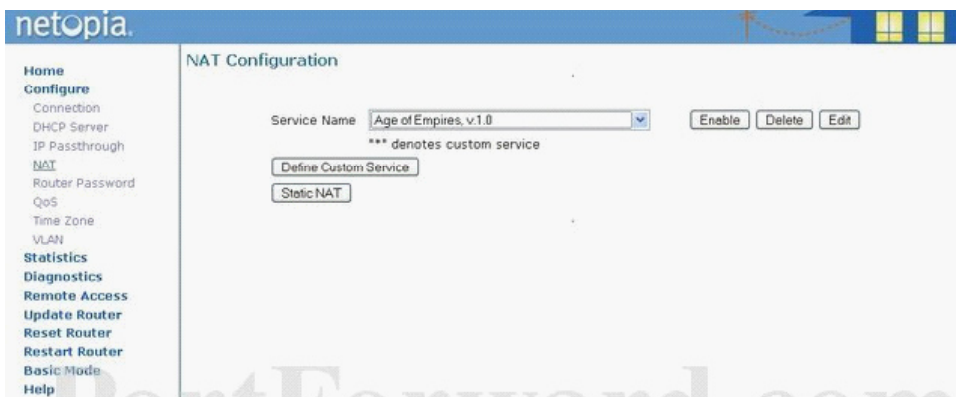 netopia.
Home
Configure
Connection
DHCP Server
IP Passthrough
NAT
Router Password
QoS
Time Zone
VLAN
Statistics
Diagnostics
Remote Access
Update Router
Reset Router
Restart Router
Basic Mode
Help
NAT Configuration
Service Name Age of Empires, v.1.0 Enable Delete Edit
*** denotes custom service
Define Custom Service
Static NAT
PortForward.com